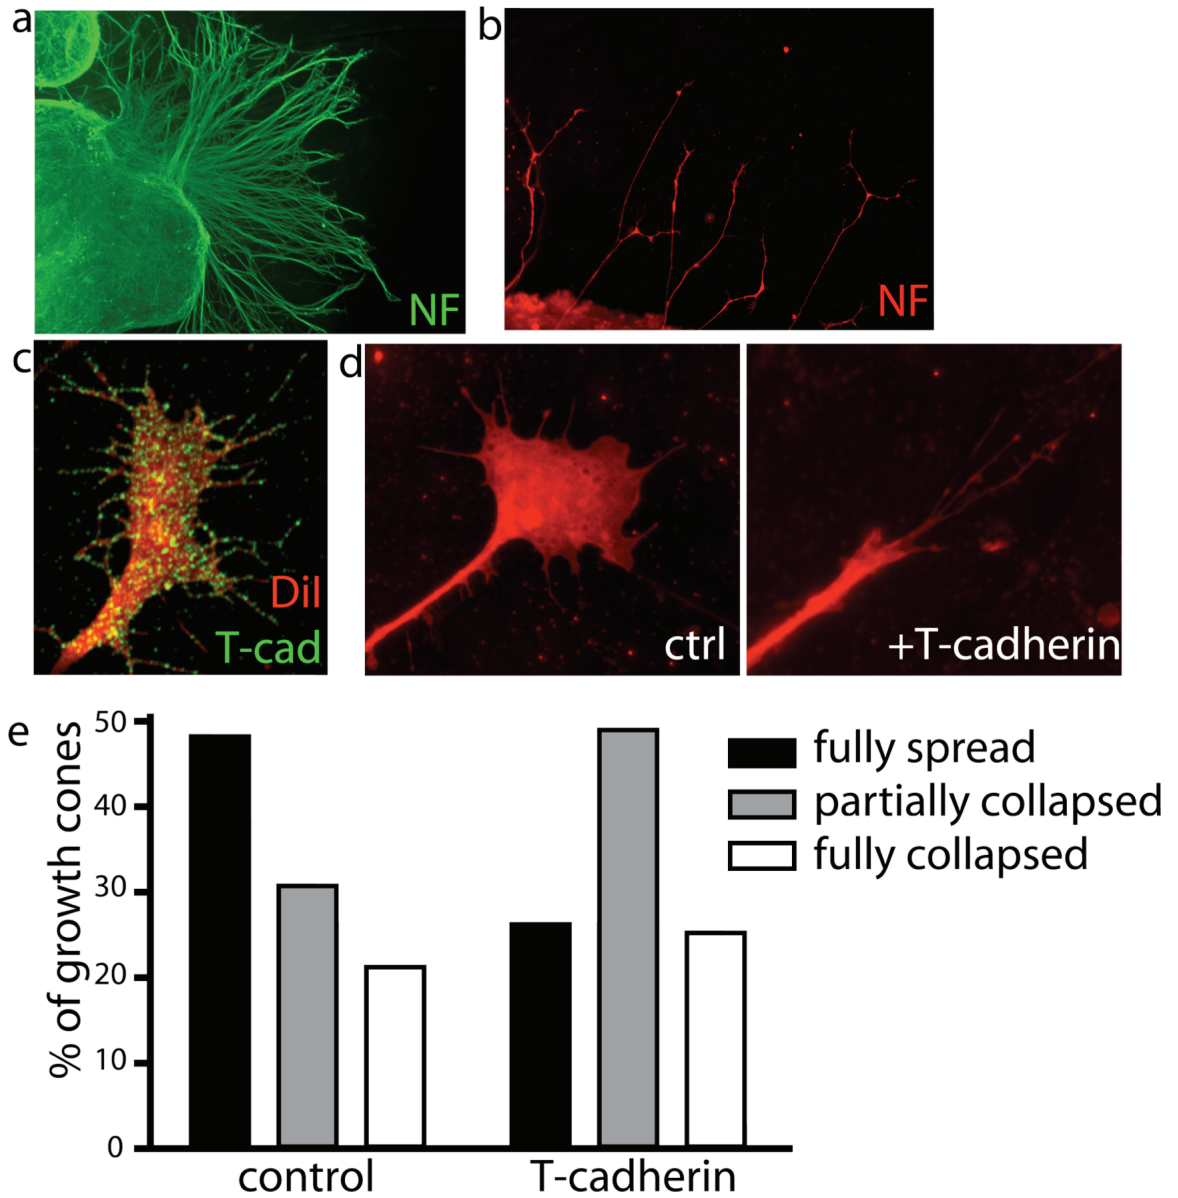 a
b
NF
NF
c
d
DiI
T-cad
ctrl
+T-cadherin
e
% of growth cones
50
40
30
20
10
0
fully spread
partially collapsed
fully collapsed
control
T-cadherin